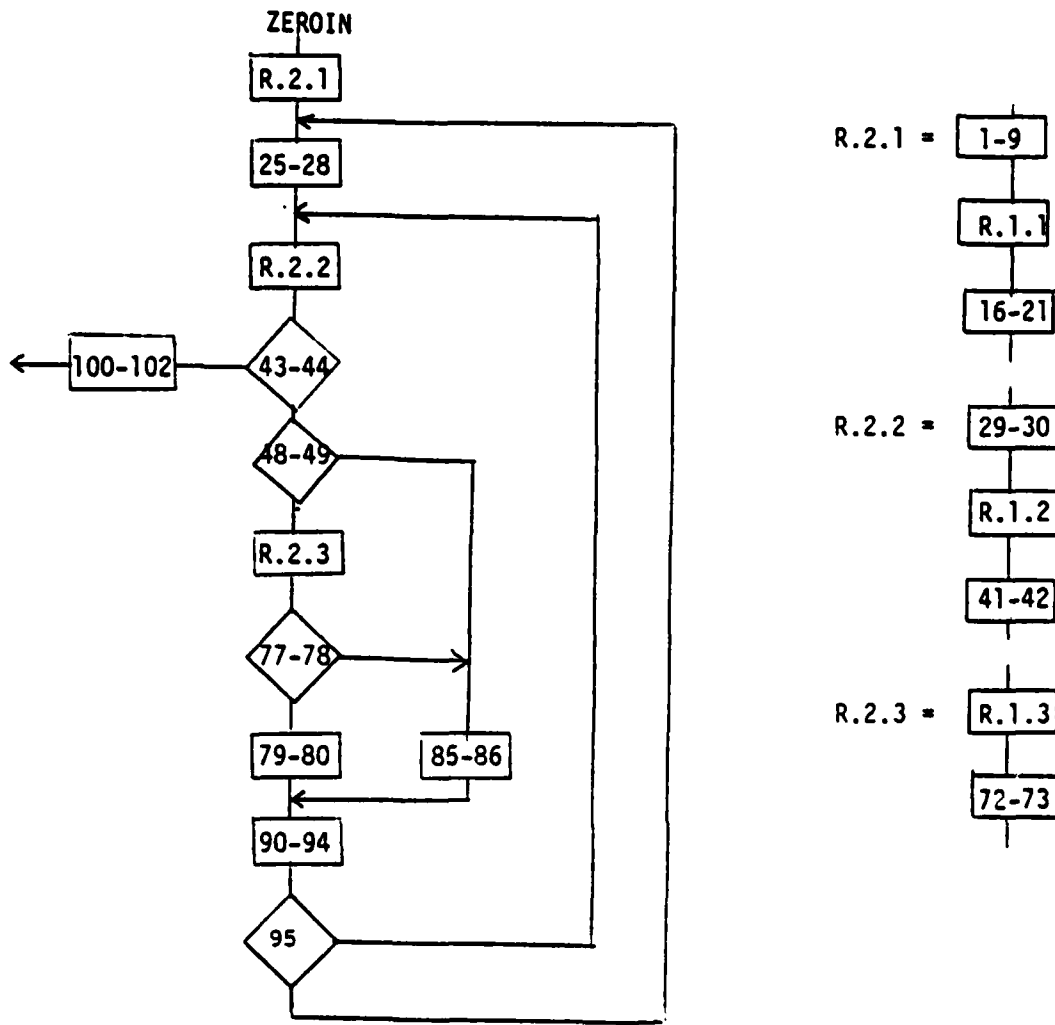 ZEROIN
R.2.1
25-28
R.2.2
100-102
43-44
48-49
R.2.3
77-78
79-80
85-86
90-94
95
R.2.1 =
1-9
R.1.1
16-21
R.2.2 =
29-30
R.1.2
41-42
R.2.3 =
R.1.3
72-73